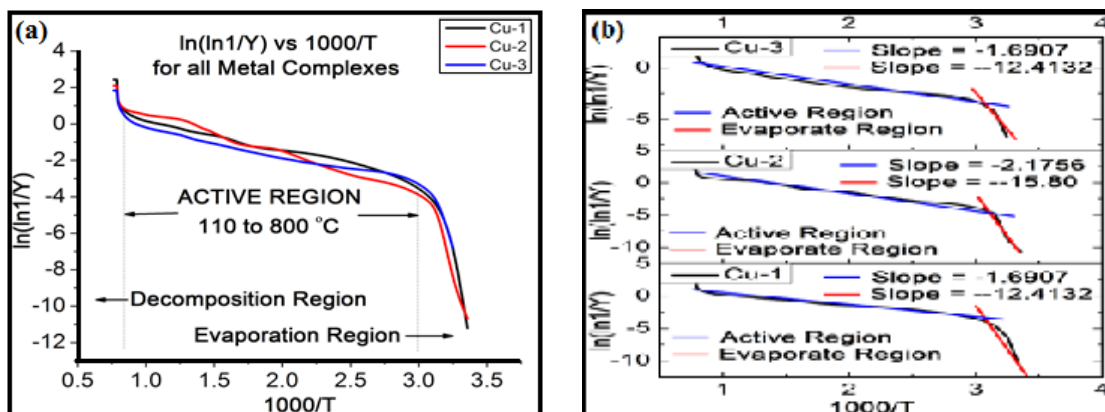 (a)
ln(ln1/Y) vs 1000/T
for all Metal Complexes
Cu-1
Cu-2
Cu-3
4
2
0
-2
-4
-6
-8
-10
-12
ln(ln1/Y)
ACTIVE REGION
110 to 800 °C
Decomposition Region
Evaporation Region
0.5 1.0 1.5 2.0 2.5 3.0 3.5
1000/T
(b)
1 2 3 4
Cu-3
Slope = -1.6907
Slope = --12.4132
0
-5
ln(ln1/Y)
Active Region
Evaporate Region
5
Cu-2
Slope = -2.1756
Slope = --15.80
0
-5
-10
ln(ln1/Y)
Active Region
Evaporate Region
5
Cu-1
Slope = -1.6907
Slope = --12.4132
0
-5
-10
ln(ln1/Y)
Active Region
Evaporate Region
1 2 3 4
1000/T